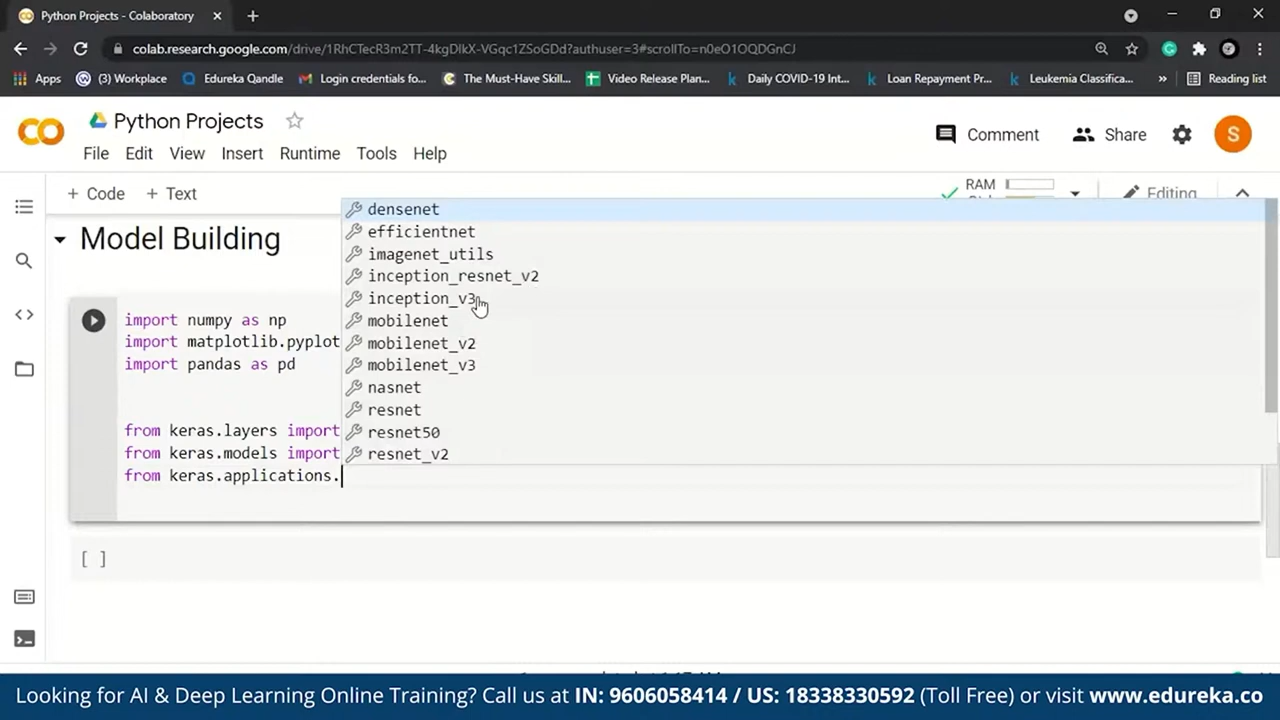 Python Projects - Colaboratory
colab.research.google.com/drive/1RhCTecR3m2TT-4kgDIkX-VGqc1ZSoGDd?authuser=3#scrollTo=n0eO1OQDGnCJ
Apps (3) Workplace Edureka Qandle Login credentials fo... The Must-Have Skill... Video Release Plan... Daily COVID-19 Int... Loan Repayment Pr... Leukemia Classifica... » Reading list
CO Python Projects Comment Share S
File Edit View Insert Runtime Tools Help
+ Code + Text RAM Editing
densenet
Model Building efficientnet
imagenet_utils
inception_resnet_v2
inception_v3
import numpy as np mobilenet
import matplotlib.pyplot mobilenet_v2
import pandas as pd mobilenet_v3
nasnet
resnet
from keras.layers import resnet50
from keras.models import resnet_v2
from keras.applications.
[ ]
Looking for AI & Deep Learning Online Training? Call us at IN: 9606058414 / US: 18338330592 (Toll Free) or visit www.edureka.co